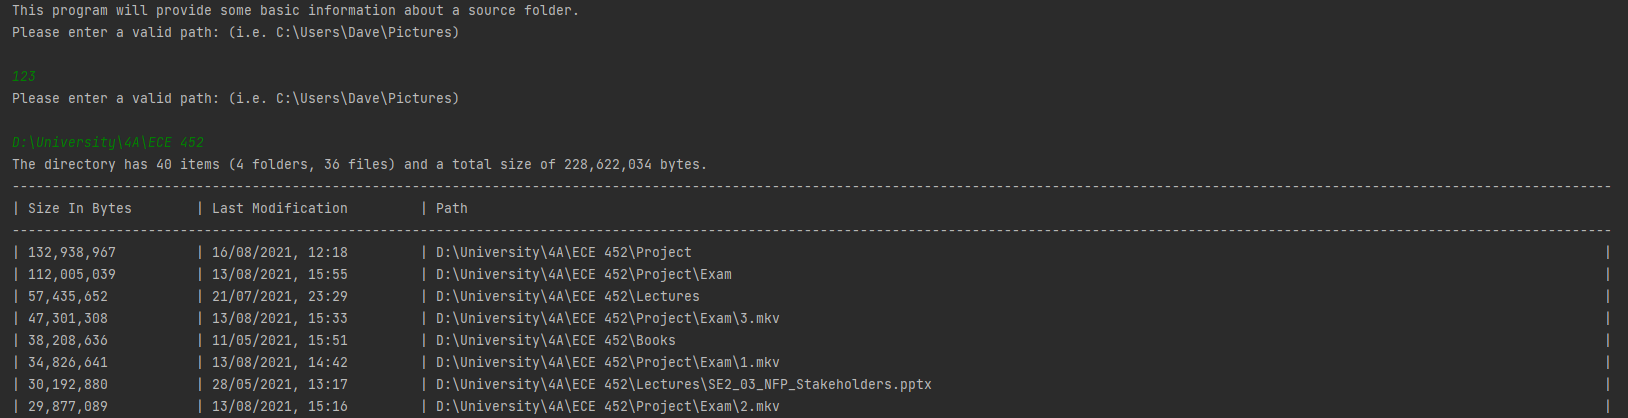 This program will provide some basic information about a source folder.
Please enter a valid path: (i.e. C:\Users\Dave\Pictures)
123
Please enter a valid path: (i.e. C:\Users\Dave\Pictures)
D:\University\4A\ECE 452
The directory has 40 items (4 folders, 36 files) and a total size of 228,622,034 bytes.
--------------------------------------------------------------------------------------------------------------------------------------------------------------------------------------------------------
| Size In Bytes        | Last Modification         | Path
--------------------------------------------------------------------------------------------------------------------------------------------------------------------------------------------------------
| 132,938,967          | 16/08/2021, 12:18         | D:\University\4A\ECE 452\Project |
| 112,005,039          | 13/08/2021, 15:55         | D:\University\4A\ECE 452\Project\Exam |
| 57,435,652           | 21/07/2021, 23:29         | D:\University\4A\ECE 452\Lectures |
| 47,301,308           | 13/08/2021, 15:33         | D:\University\4A\ECE 452\Project\Exam\3.mkv |
| 38,208,636           | 11/05/2021, 15:51         | D:\University\4A\ECE 452\Books |
| 34,826,641           | 13/08/2021, 14:42         | D:\University\4A\ECE 452\Project\Exam\1.mkv |
| 30,192,880           | 28/05/2021, 13:17         | D:\University\4A\ECE 452\Lectures\SE2_03_NFP_Stakeholders.pptx |
| 29,877,089           | 13/08/2021, 15:16         | D:\University\4A\ECE 452\Project\Exam\2.mkv |